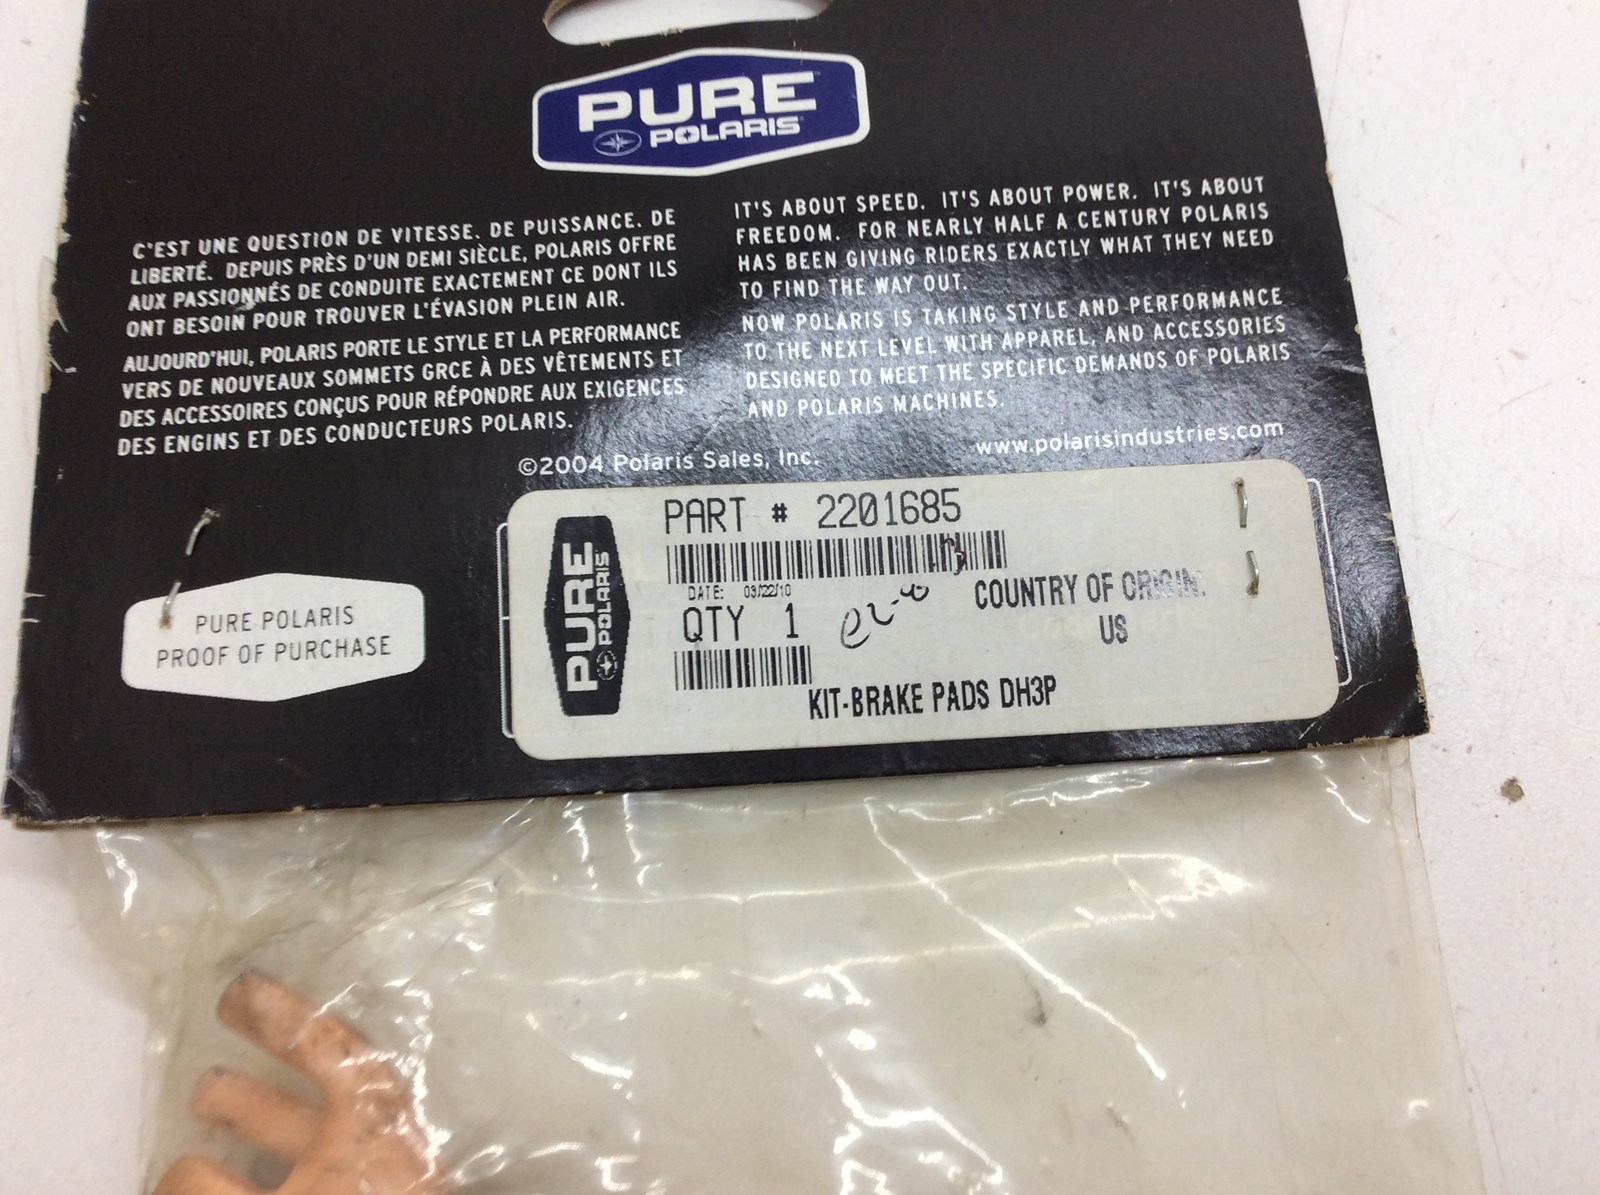 PURE
POLARIS
C'EST UNE QUESTION DE VITESSE. DE PUISSANCE. DE
LIBERTÉ. DEPUIS PRÈS D'UN DEMI SIÈCLE, POLARIS OFFRE
AUX PASSIONNÉS DE CONDUITE EXACTEMENT CE DONT ILS
ONT BESOIN POUR TROUVER L'ÉVASION PLEIN AIR.
AUJOURD'HUI, POLARIS PORTE LE STYLE ET LA PERFORMANCE
VERS DE NOUVEAUX SOMMETS GRCE À DES VÊTEMENTS ET
DES ACCESSOIRES CONÇUS POUR RÉPONDRE AUX EXIGENCES
DES ENGINS ET DES CONDUCTEURS POLARIS.
IT'S ABOUT SPEED. IT'S ABOUT POWER. IT'S ABOUT
FREEDOM. FOR NEARLY HALF A CENTURY POLARIS
HAS BEEN GIVING RIDERS EXACTLY WHAT THEY NEED
TO FIND THE WAY OUT.
NOW POLARIS IS TAKING STYLE AND PERFORMANCE
TO THE NEXT LEVEL WITH APPAREL, AND ACCESSORIES
DESIGNED TO MEET THE SPECIFIC DEMANDS OF POLARIS
AND POLARIS MACHINES.
www.polarisindustries.com
©2004 Polaris Sales, Inc.
PURE POLARIS
PROOF OF PURCHASE
PURE
POLARIS
PART # 2201685
DATE: 03/22/10
QTY 1
COUNTRY OF ORIGIN:
US
KIT-BRAKE PADS DH3P